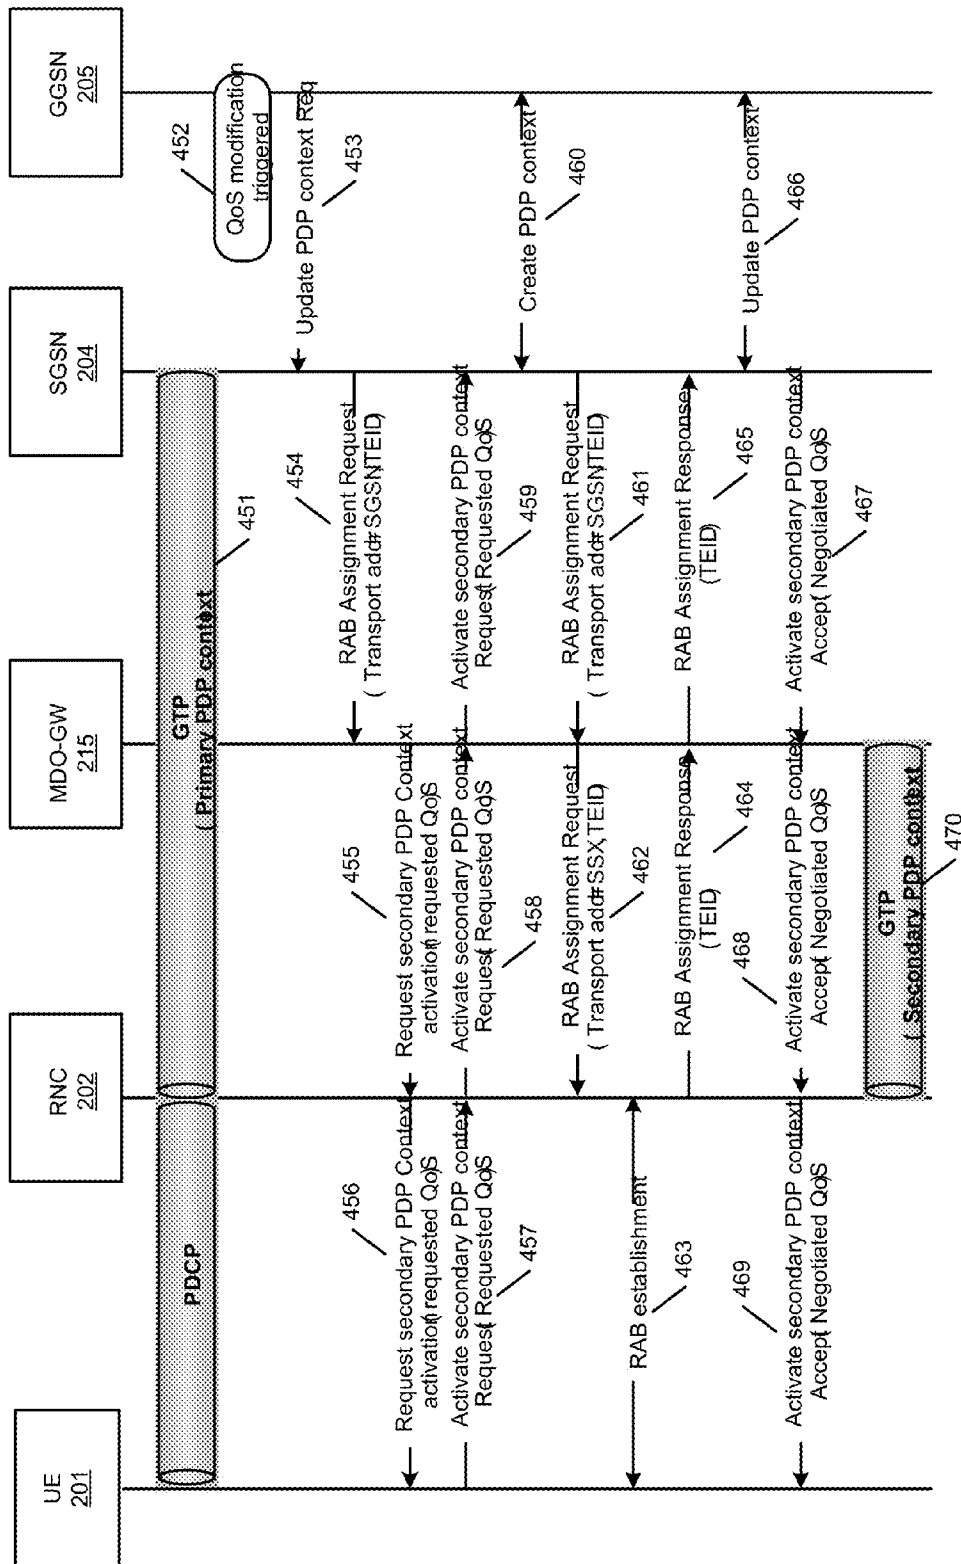 UE
201
RNC
202
MDO-GW
215
SGSN
204
GGSN
205
PDCP
GTP
( Primary PDP context
451
QoS modification
triggered
452
Update PDP context Req
453
RAB Assignment Request
( Transport addr#SGSN,TEID)
454
Request secondary PDP Context
activation(requested QoS)
455
Request secondary PDP Context
activation(requested QoS)
456
Activate secondary PDP context
Request( Requested QoS)
457
Activate secondary PDP context
Request( Requested QoS)
458
Activate secondary PDP context
Request( Requested QoS)
459
Create PDP context
460
RAB Assignment Request
( Transport addr#SGSN,TEID)
461
RAB Assignment Request
( Transport addr#SSX,TEID)
462
RAB establishment
463
RAB Assignment Response
(TEID)
464
RAB Assignment Response
(TEID)
465
Update PDP context
466
Activate secondary PDP context
Accept( Negotiated QoS)
467
Activate secondary PDP context
Accept( Negotiated QoS)
468
Activate secondary PDP context
Accept( Negotiated QoS)
469
GTP
( Secondary PDP context)
470